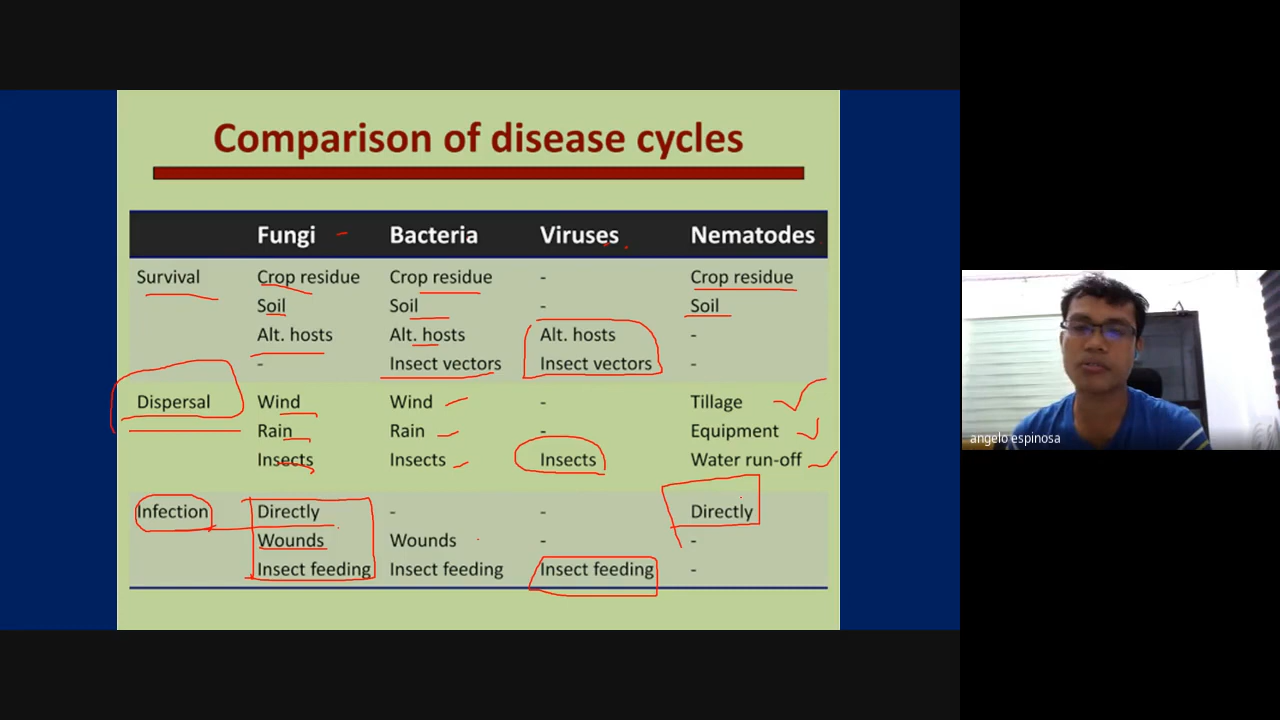 Comparison of disease cycles
Fungi Bacteria Viruses Nematodes
Survival Crop residue Crop residue - Crop residue
Soil Soil - Soil
Alt. hosts Alt. hosts Alt. hosts -
- Insect vectors Insect vectors -
Dispersal Wind Wind - Tillage
Rain Rain - Equipment
Insects Insects Insects Water run-off
Infection Directly - - Directly
Wounds Wounds - -
Insect feeding Insect feeding Insect feeding -
angelo espinosa